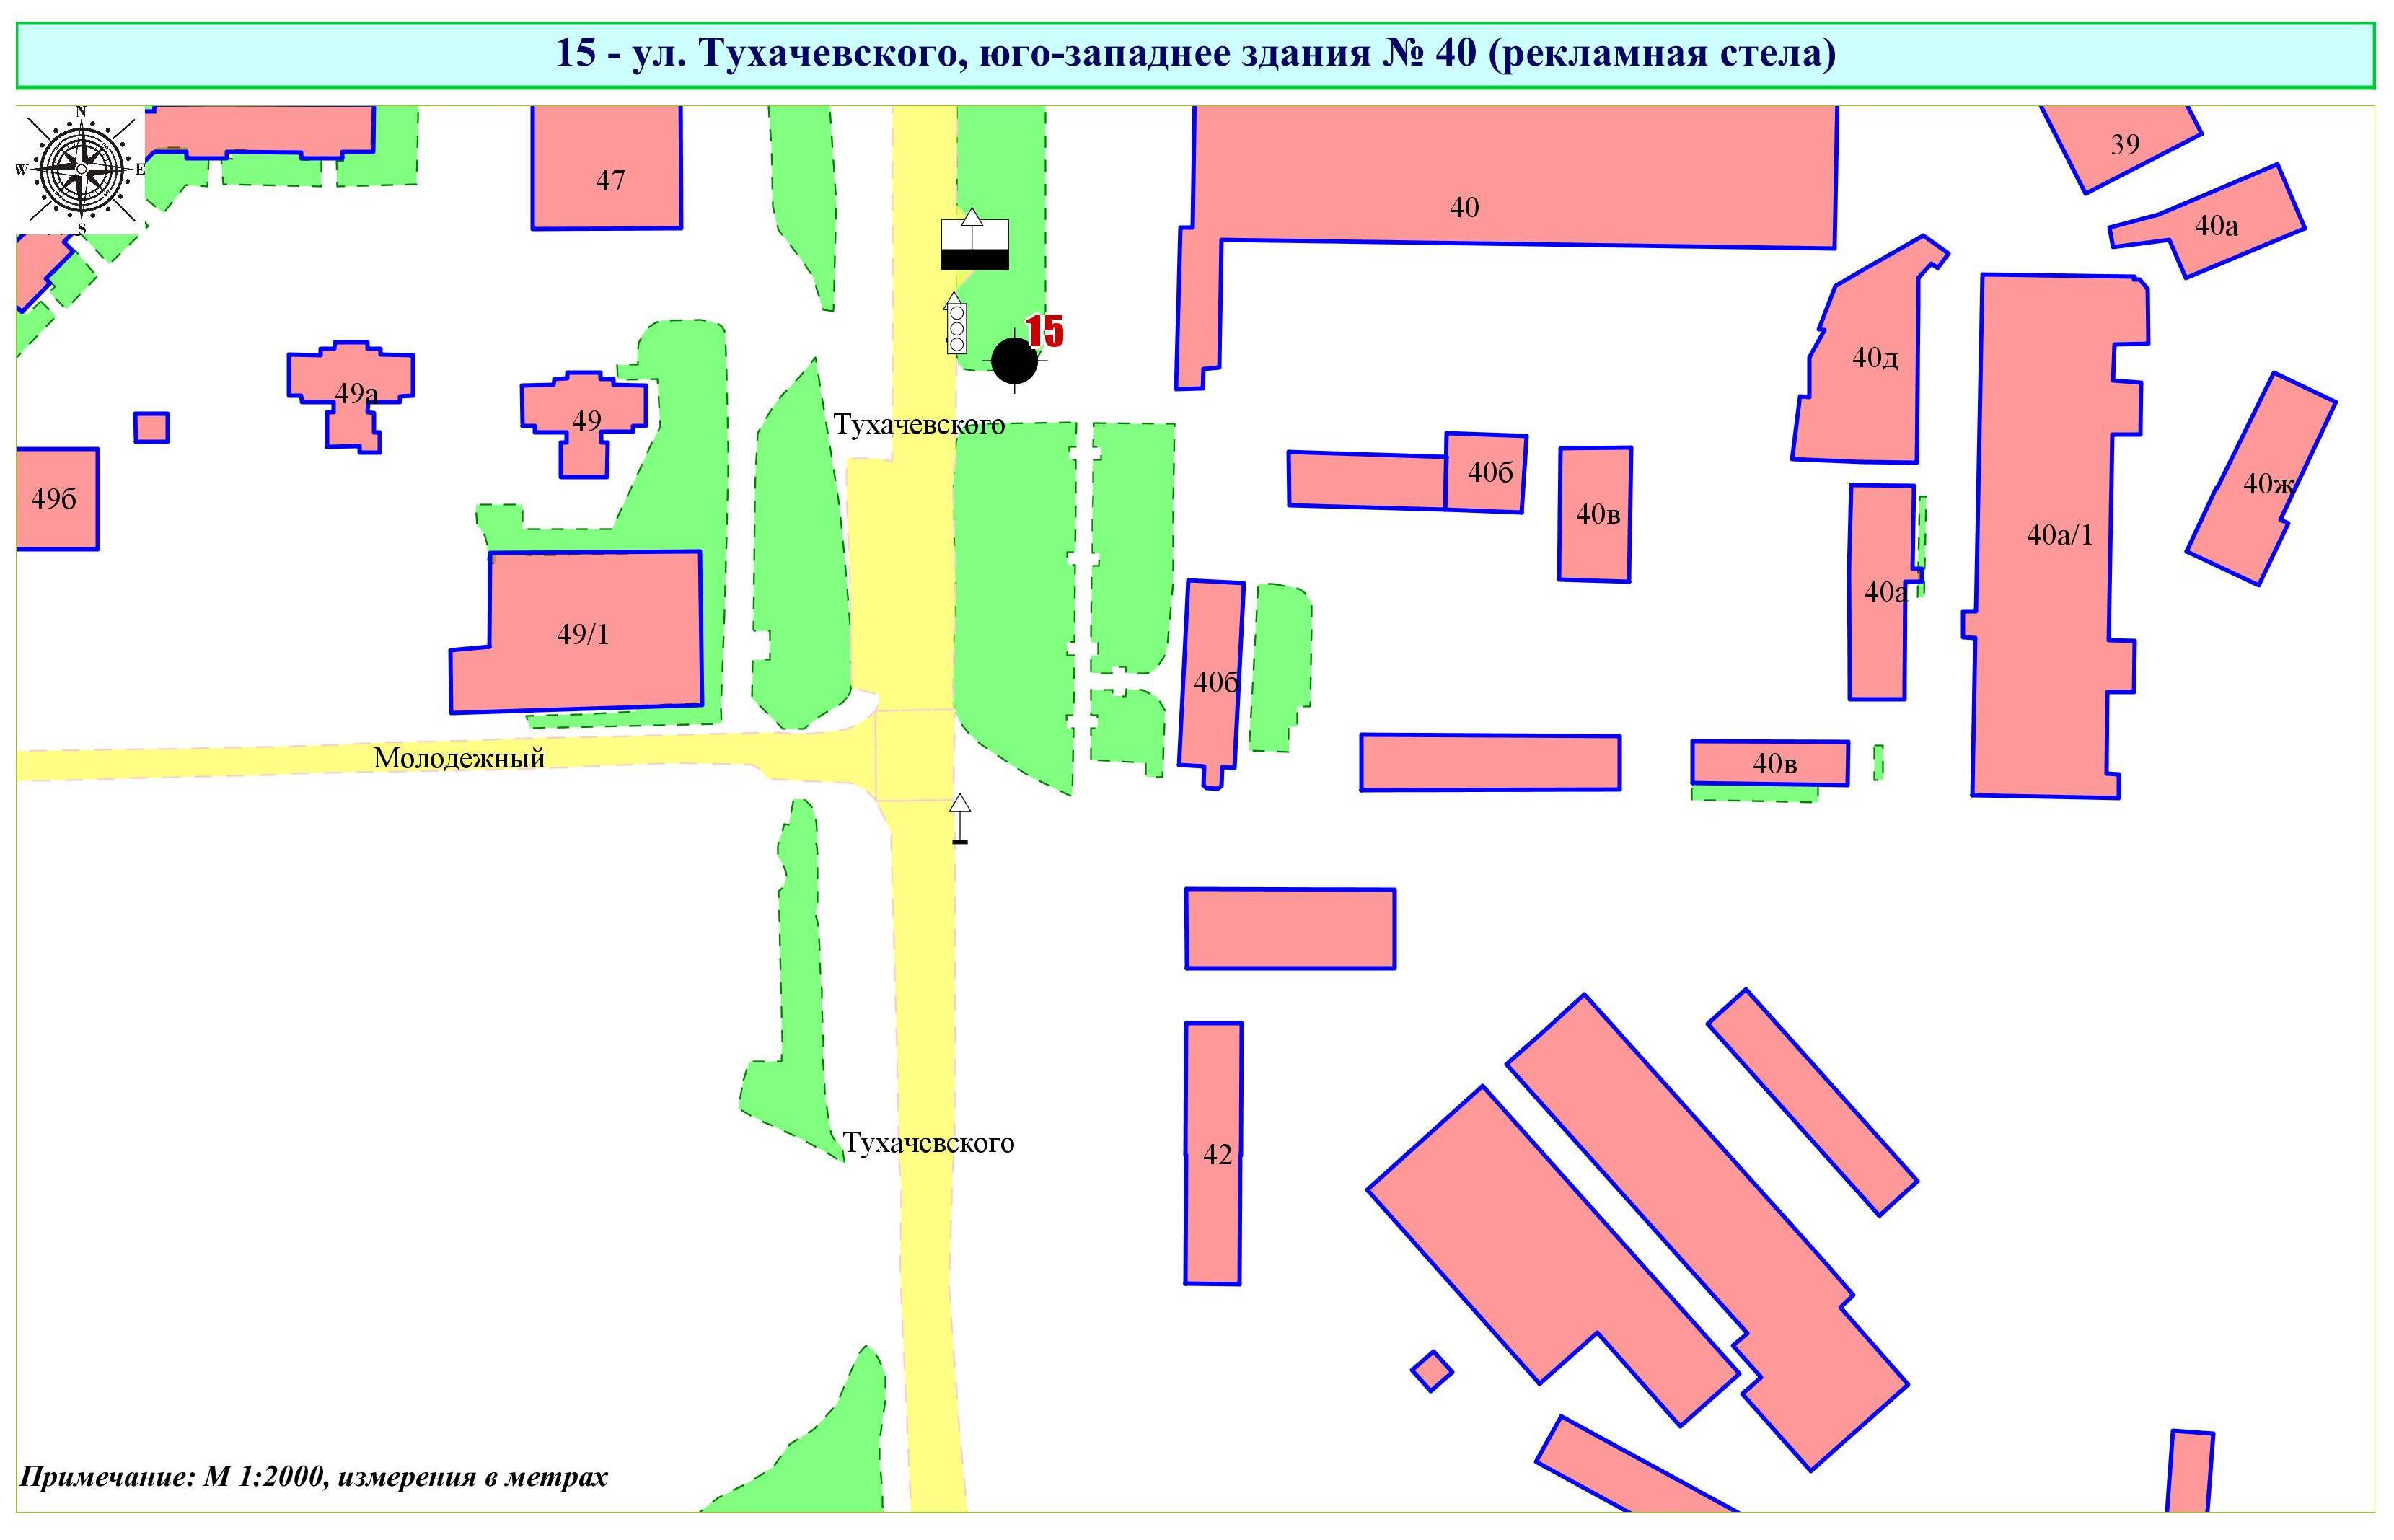 15 - ул. Тухачевского, юго-западнее здания № 40 (рекламная стела)
N
W
E
S
47
40
39
40а
15
40д
49а
49
Тухачевского
40б
40в
40ж
49б
40а/1
40а
49/1
40б
Молодежный
40в
Тухачевского
42
Примечание: М 1:2000, измерения в метрах